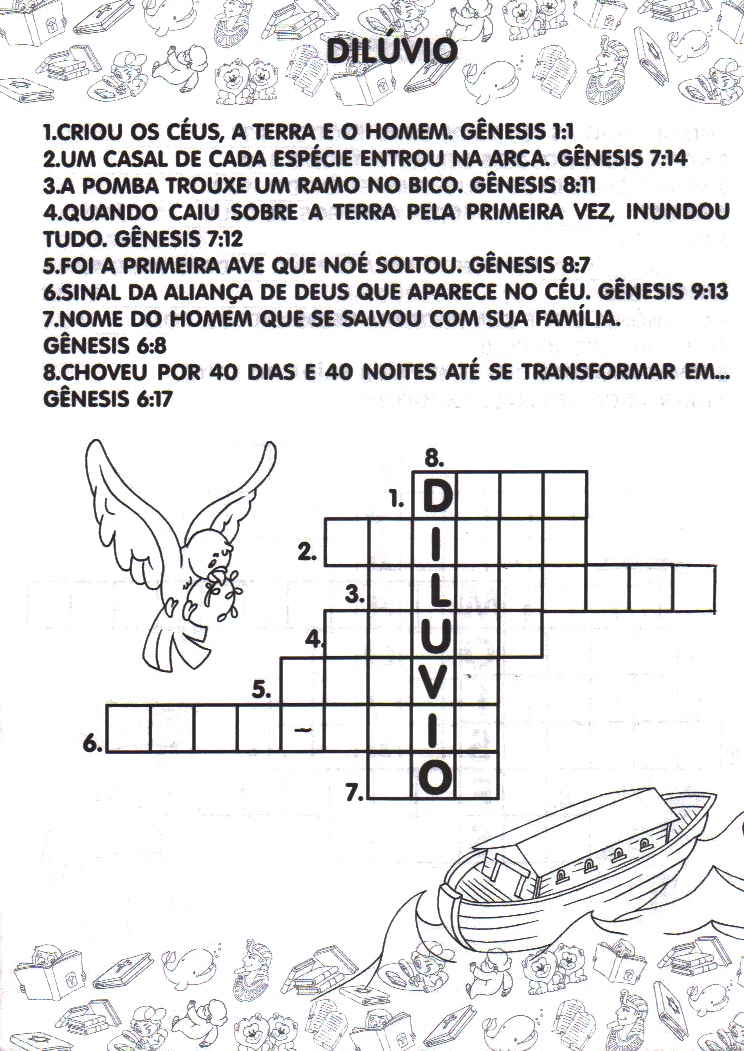 DILÚVIO
1.CRIOU OS CÉUS, A TERRA E O HOMEM. GÊNESIS 1:1
2.UM CASAL DE CADA ESPÉCIE ENTROU NA ARCA. GÊNESIS 7:14
3.A POMBA TROUXE UM RAMO NO BICO. GÊNESIS 8:11
4.QUANDO CAIU SOBRE A TERRA PELA PRIMEIRA VEZ, INUNDOU
TUDO. GÊNESIS 7:12
5.FOI A PRIMEIRA AVE QUE NOÉ SOLTOU. GÊNESIS 8:7
6.SINAL DA ALIANÇA DE DEUS QUE APARECE NO CÉU. GÊNESIS 9:13
7.NOME DO HOMEM QUE SE SALVOU COM SUA FAMÍLIA.
GÊNESIS 6:8
8.CHOVEU POR 40 DIAS E 40 NOITES ATÉ SE TRANSFORMAR EM...
GÊNESIS 6:17
8.
1. D
2. I
3. L
4. U
5. V
6. – I
7. O